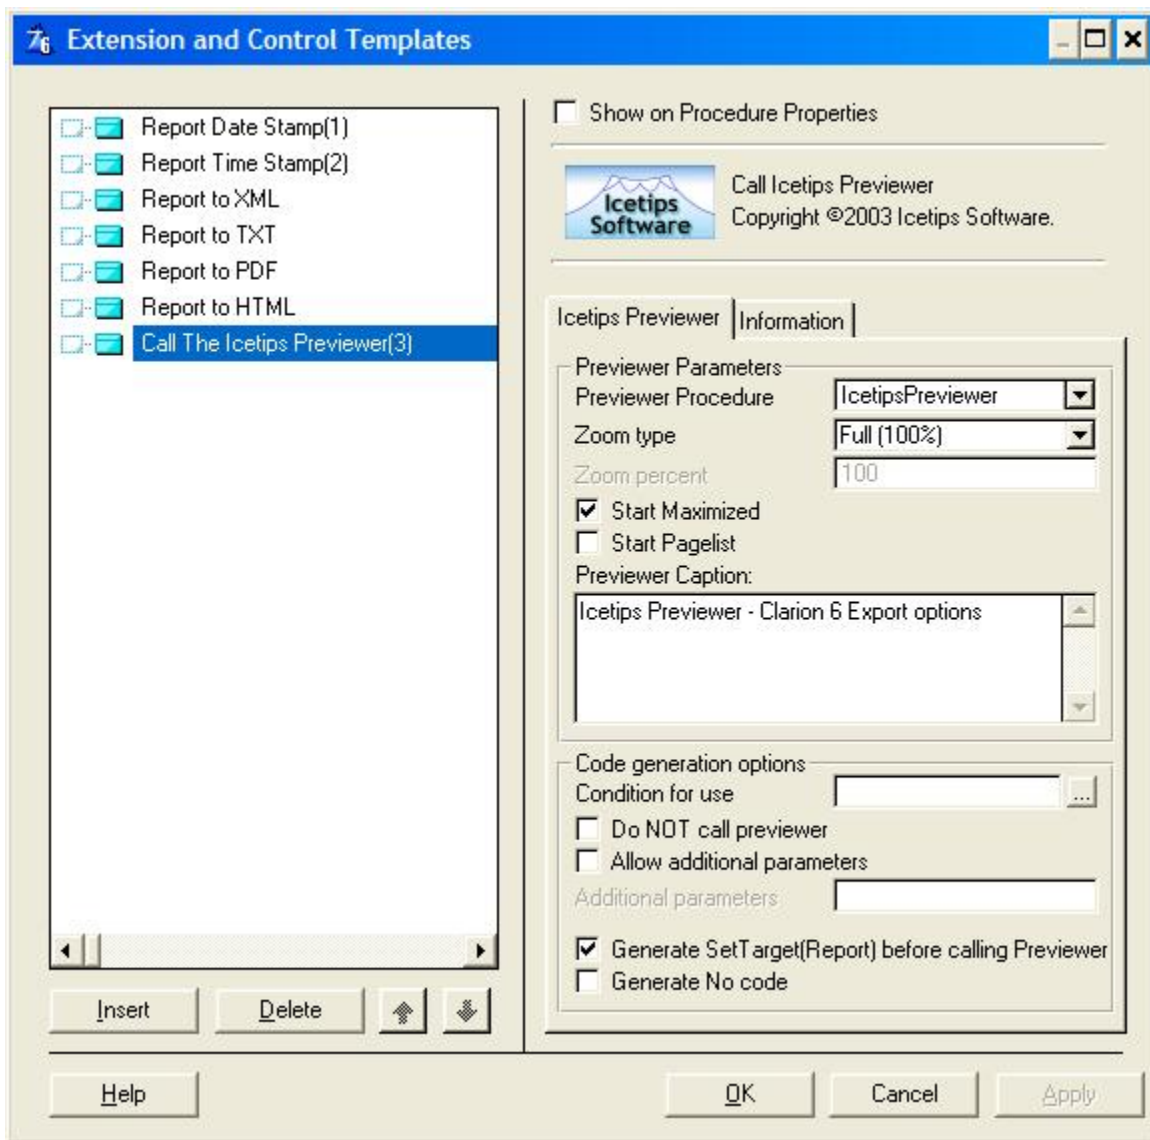 Extension and Control Templates
Report Date Stamp(1)
Report Time Stamp(2)
Report to XML
Report to TXT
Report to PDF
Report to HTML
Call The Icetips Previewer(3)
Insert
Delete
Show on Procedure Properties
Icetips
Software
Call Icetips Previewer
Copyright ©2003 Icetips Software.
Icetips Previewer
Information
Previewer Parameters
Previewer Procedure
IcetipsPreviewer
Zoom type
Full (100%)
Zoom percent
100
Start Maximized
Start Pagelist
Previewer Caption:
Icetips Previewer - Clarion 6 Export options
Code generation options
Condition for use
...
Do NOT call previewer
Allow additional parameters
Additional parameters
Generate SetTarget(Report) before calling Previewer
Generate No code
Help
OK
Cancel
Apply